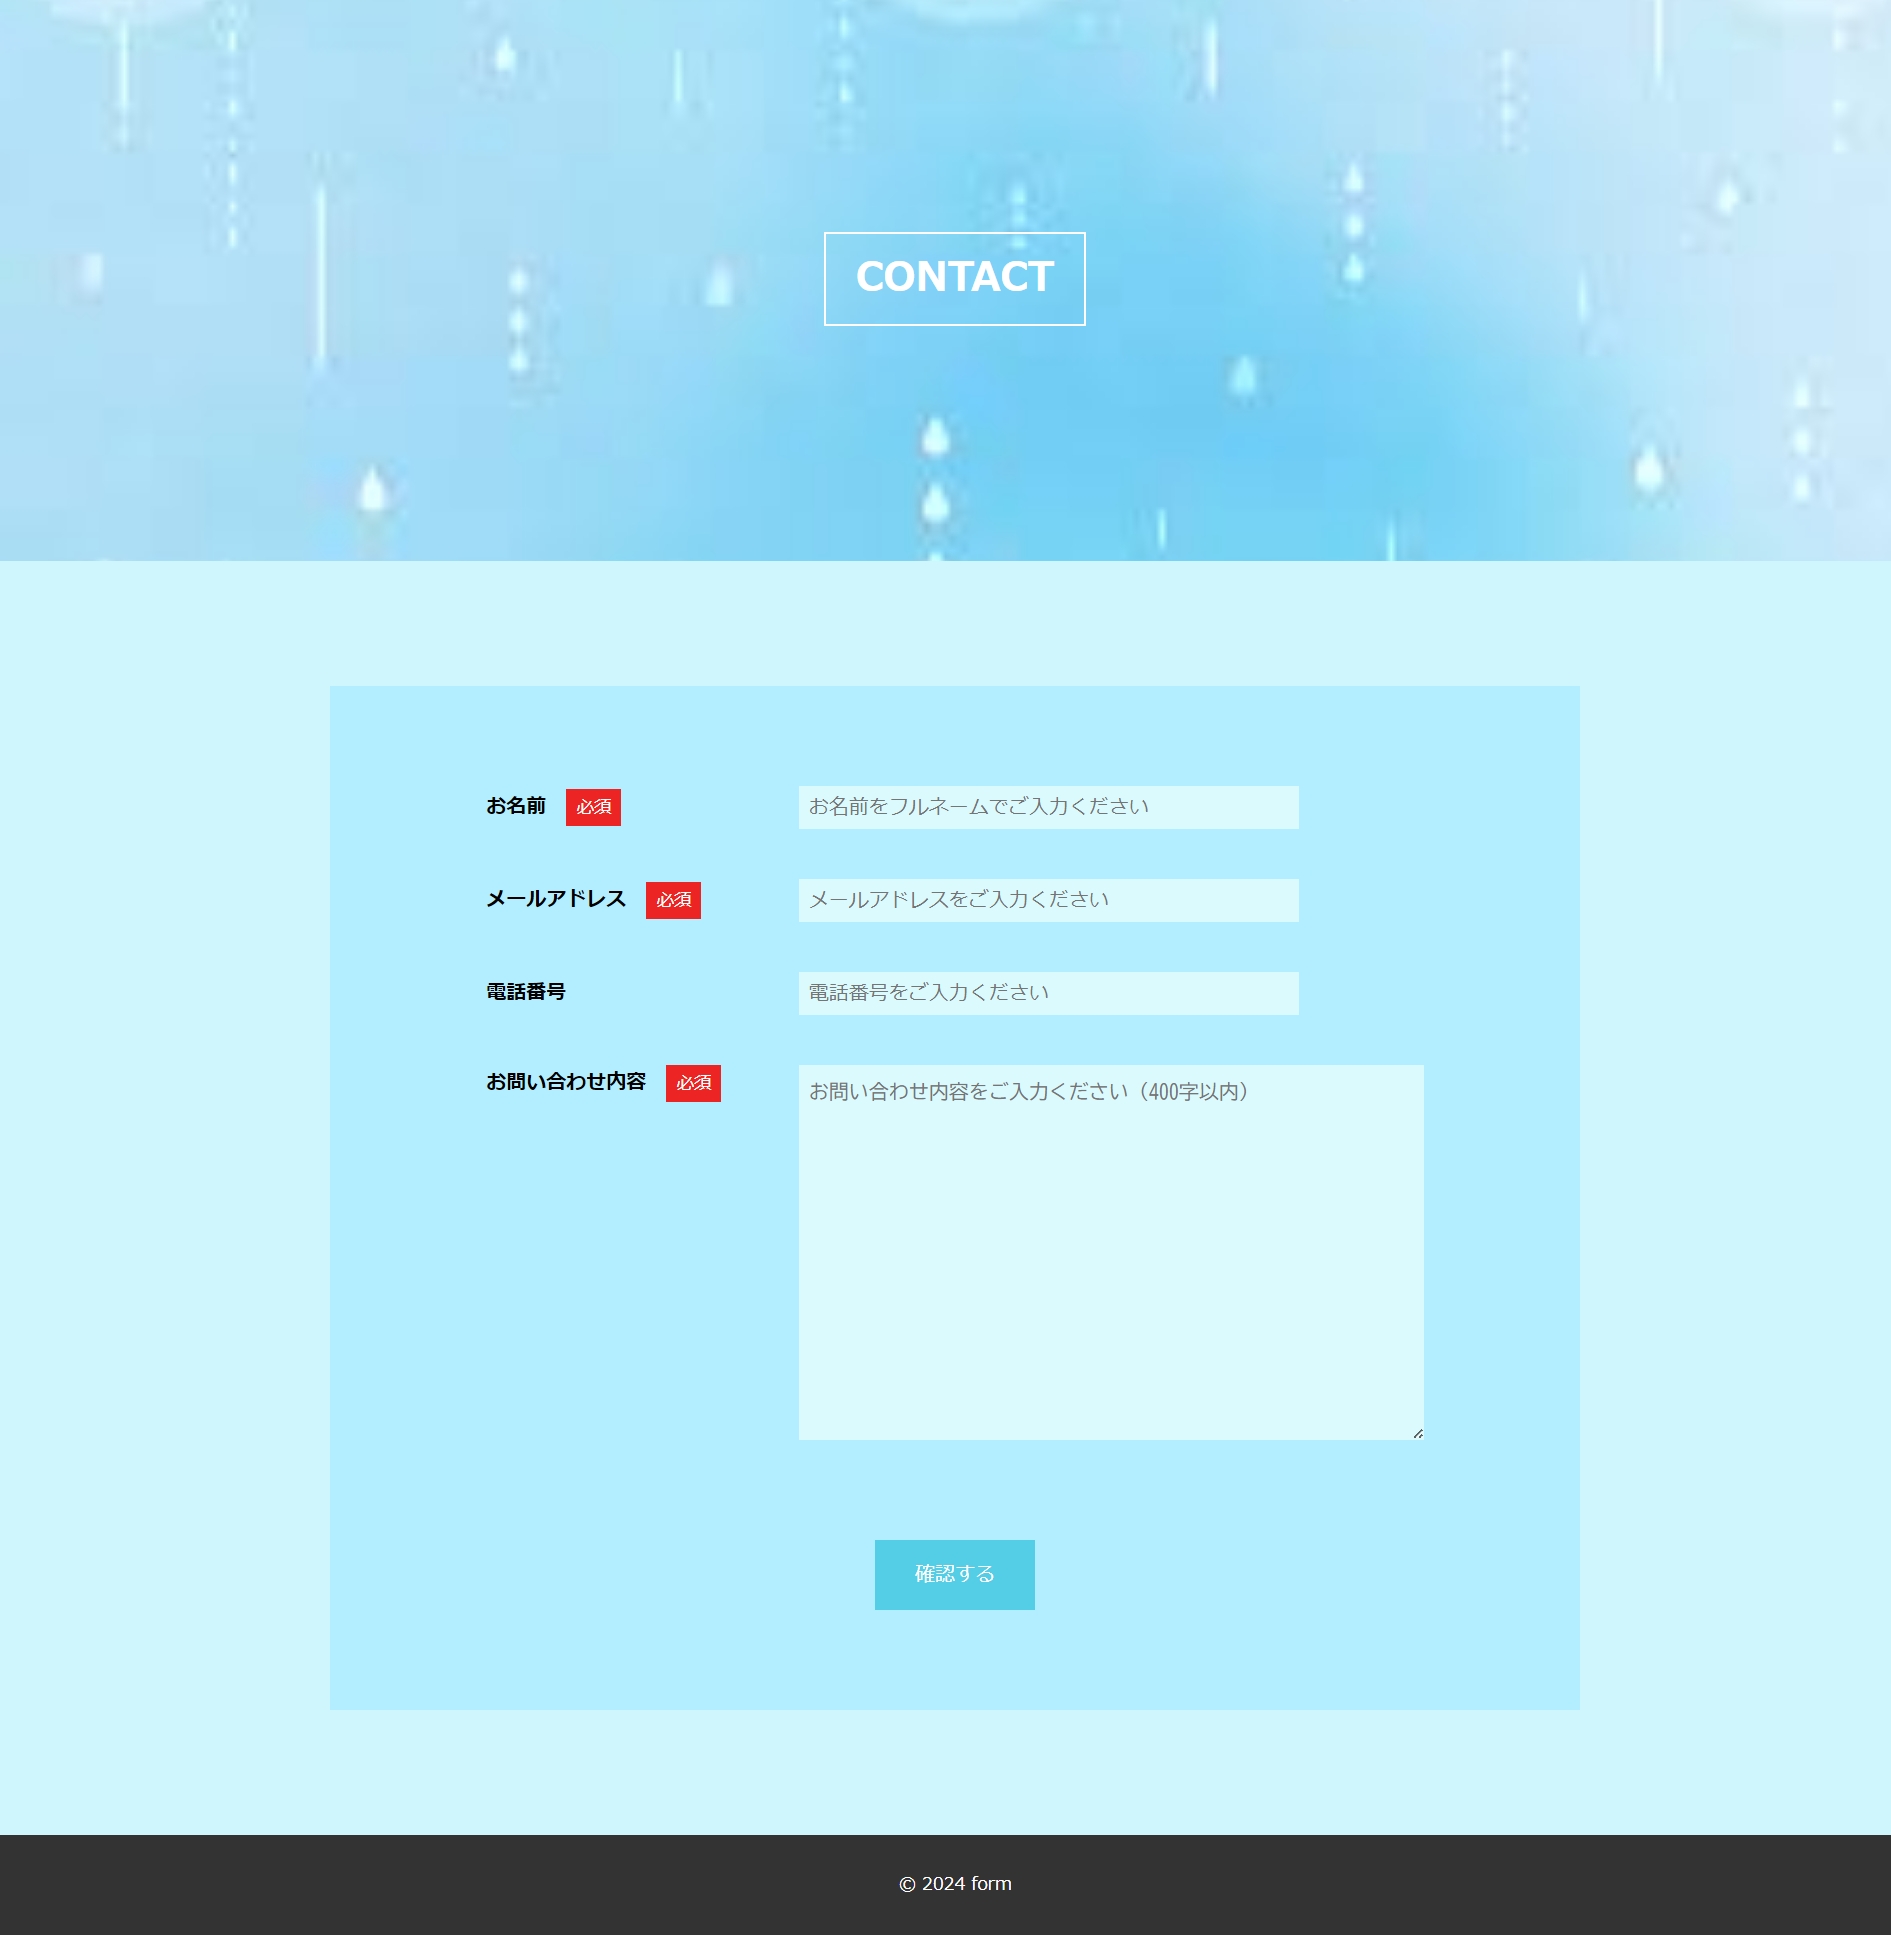 CONTACT
お名前 必須 お名前をフルネームでご入力ください
メールアドレス 必須 メールアドレスをご入力ください
電話番号 電話番号をご入力ください
お問い合わせ内容 必須 お問い合わせ内容をご入力ください（400字以内）
確認する
© 2024 form